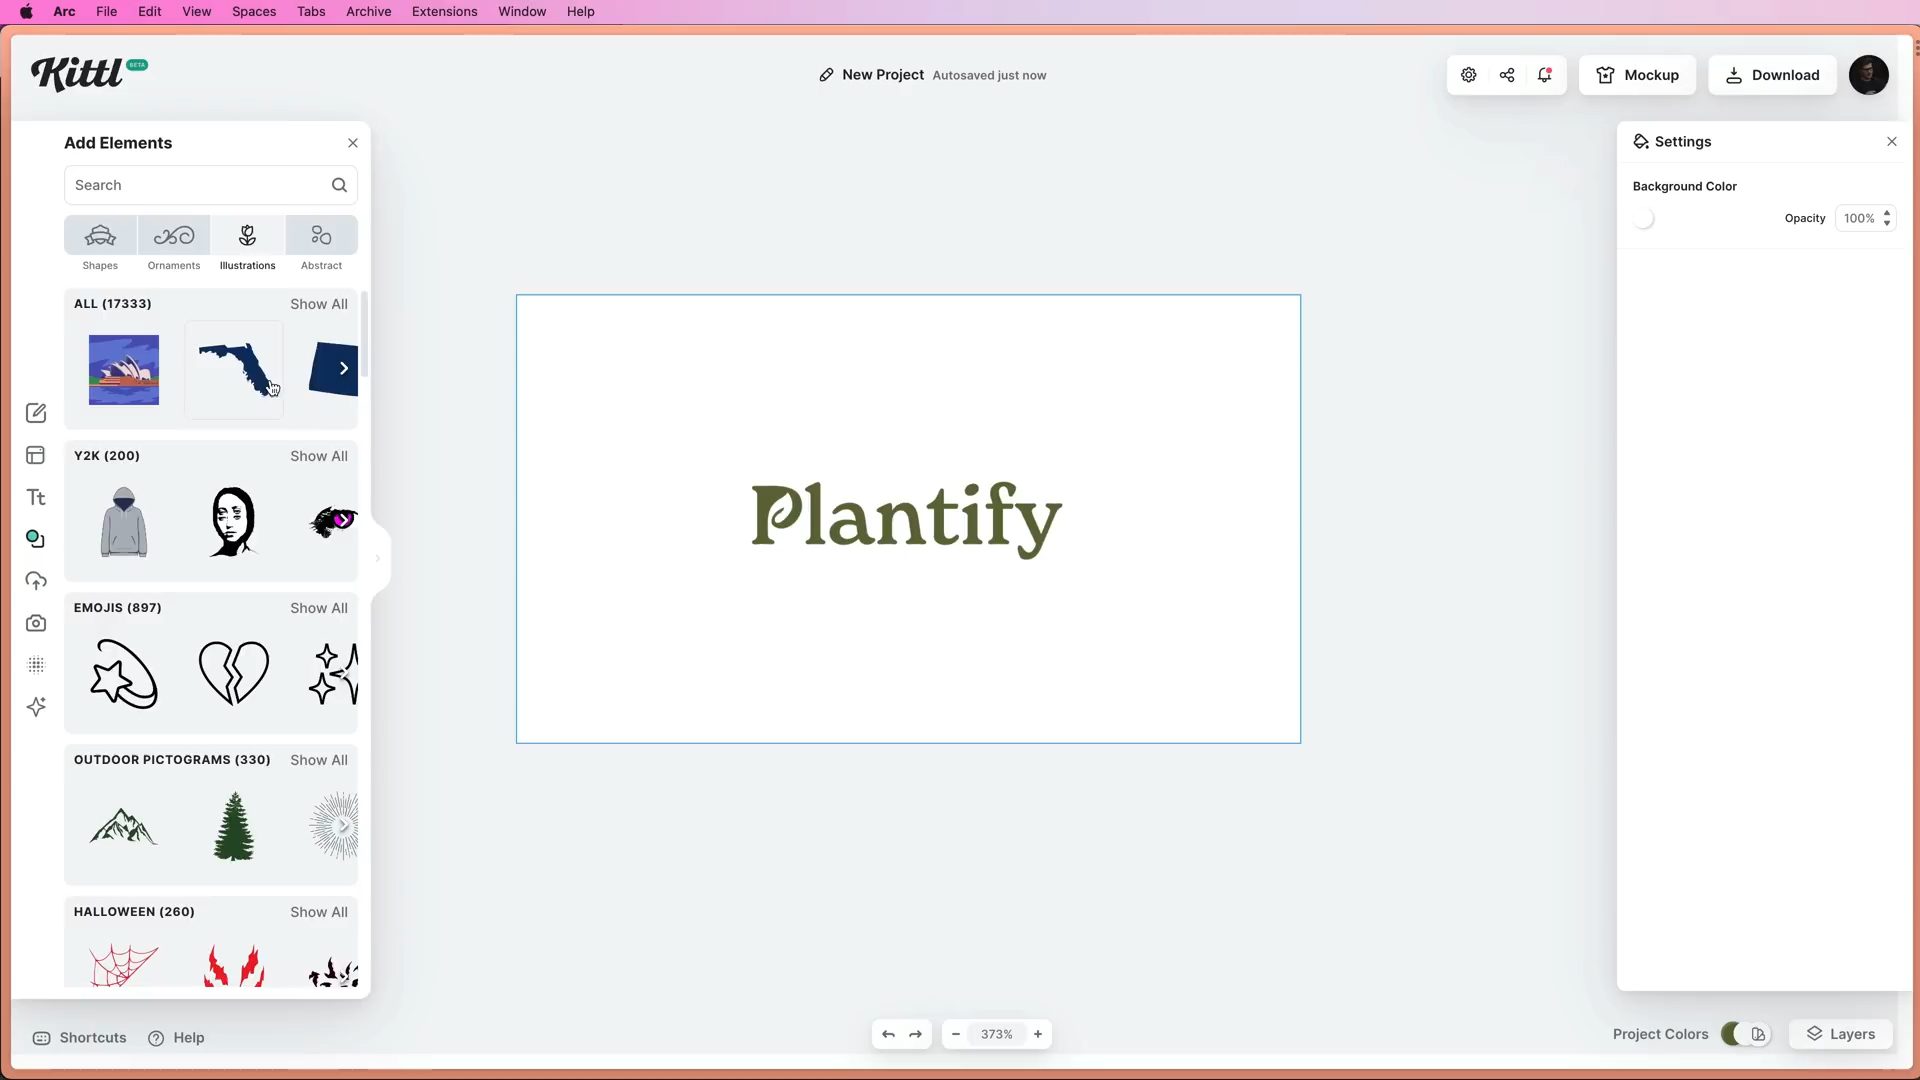 Arc File Edit View Spaces Tabs Archive Extensions Window Help
Kittl BETA
New Project Autosaved just now
Mockup
Download
Add Elements
Search
Shapes Ornaments Illustrations Abstract
ALL (17333) Show All
Y2K (200) Show All
EMOJIS (897) Show All
OUTDOOR PICTOGRAMS (330) Show All
HALLOWEEN (260) Show All
Tt
Plantify
Settings
Background Color
Opacity 100%
Shortcuts Help
373%
Project Colors
Layers